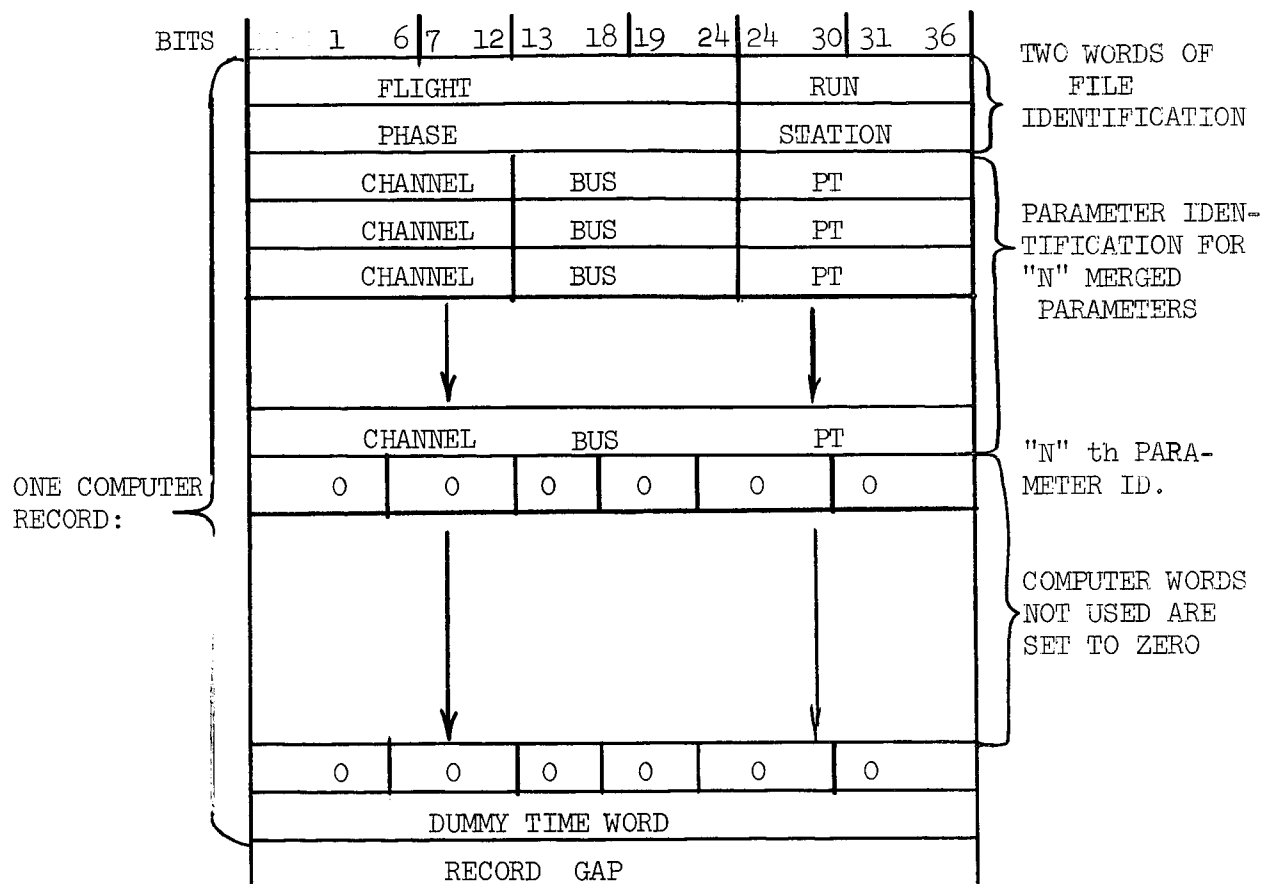 BITS 1 6 7 12 13 18 19 24 24 30 31 36
TWO WORDS OF
FILE
IDENTIFICATION
FLIGHT RUN
PHASE STATION
CHANNEL BUS PT
CHANNEL BUS PT
CHANNEL BUS PT
PARAMETER IDEN-
TIFICATION FOR
"N" MERGED
PARAMETERS
CHANNEL BUS PT
"N" th PARA-
METER ID.
ONE COMPUTER
RECORD:
0 0 0 0 0 0
COMPUTER WORDS
NOT USED ARE
SET TO ZERO
0 0 0 0 0 0
DUMMY TIME WORD
RECORD GAP